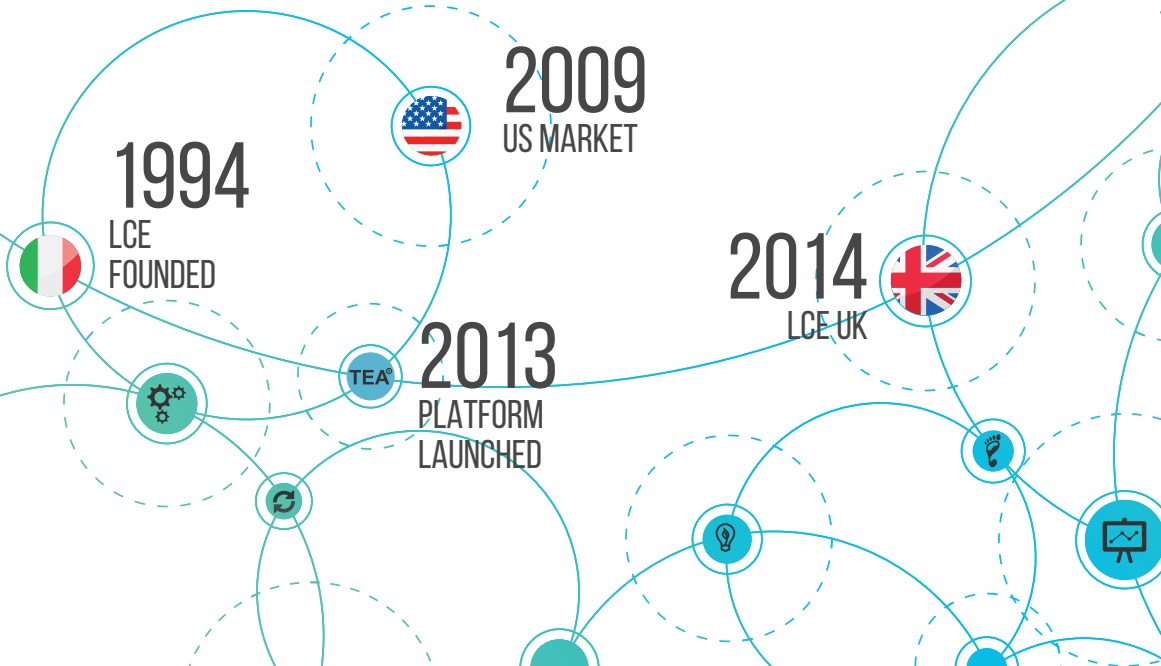 2009
US MARKET
1994
LCE
FOUNDED
2014
LCE UK
2013
PLATFORM
LAUNCHED
TEA®